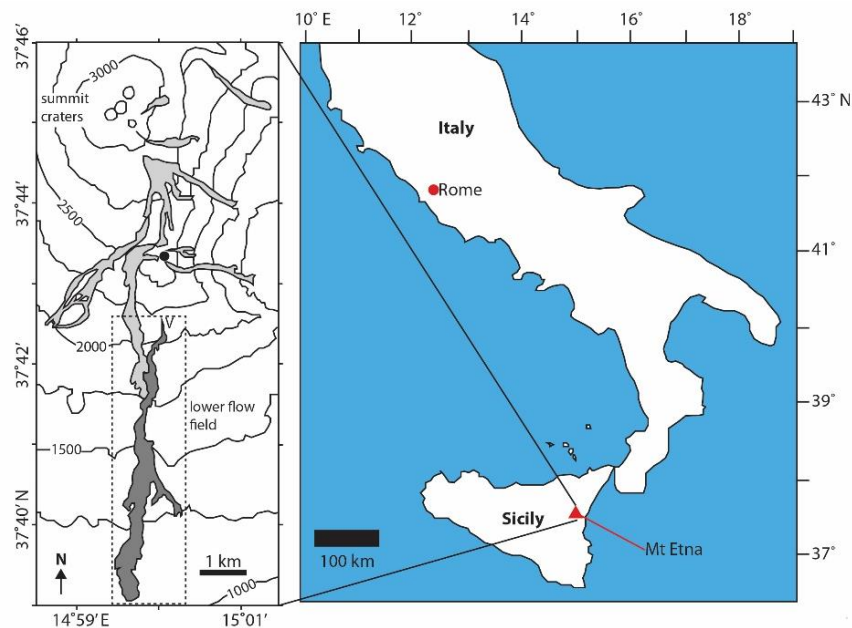 37˚46'
3000
summit
craters
37˚44'
2500
V
2000
37˚42'
lower flow
field
1500
37˚40' N
N
1 km
1000
14˚59'E
15˚01'
10˚ E
12˚
14˚
16˚
18˚
43˚ N
Italy
Rome
41˚
39˚
Sicily
100 km
Mt Etna
37˚